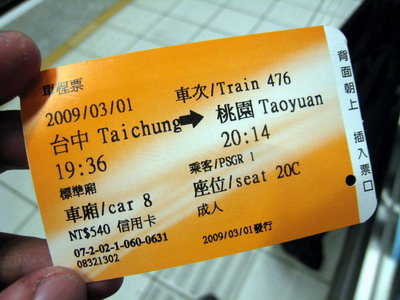 單程票
2009/03/01 車次/Train 476
台中 Taichung → 桃園 Taoyuan
19:36 20:14
標準廂 乘客/PSGR 1
車廂/car 8 座位/seat 20C
NT$540 信用卡 成人
07-2-02-1-060-0631
08321302 2009/03/01發行
背面朝上 插入票口